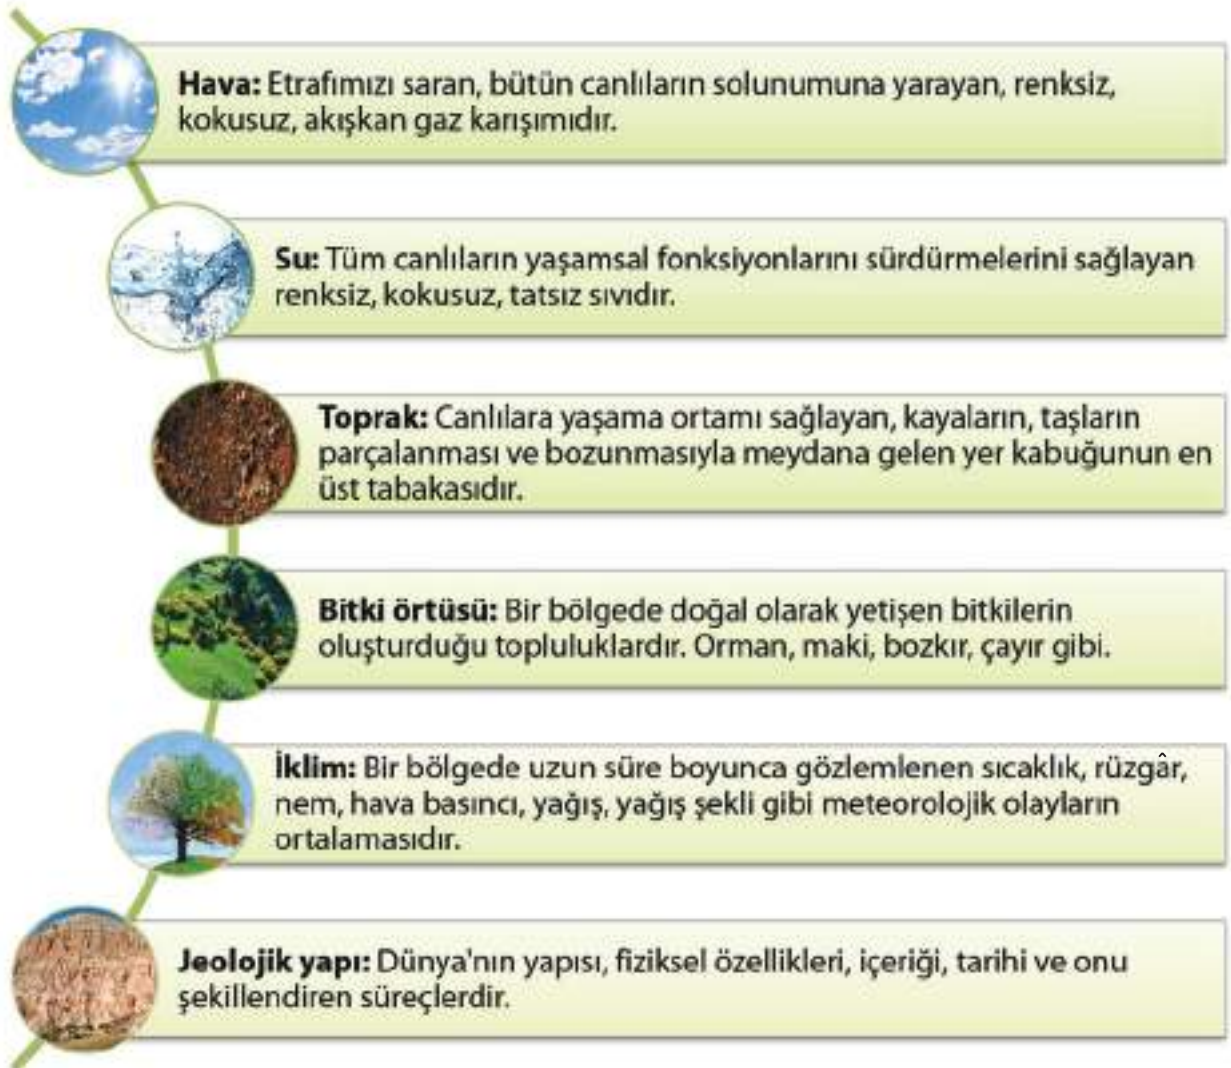 Hava: Etrafımızı saran, bütün canlıların solunumuna yarayan, renksiz,
kokusuz, akışkan gaz karışımıdır.
Su: Tüm canlıların yaşamsal fonksiyonlarını sürdürmelerini sağlayan
renksiz, kokusuz, tatsız sıvıdır.
Toprak: Canlılara yaşama ortamı sağlayan, kayaların, taşların
parçalanması ve bozunmasıyla meydana gelen yer kabuğunun en
üst tabakasıdır.
Bitki örtüsü: Bir bölgede doğal olarak yetişen bitkilerin
oluşturduğu topluluklardır. Orman, maki, bozkır, çayır gibi.
İklim: Bir bölgede uzun süre boyunca gözlemlenen sıcaklık, rüzgâr,
nem, hava basıncı, yağış, yağış şekli gibi meteorolojik olayların
ortalamasıdır.
Jeolojik yapı: Dünya'nın yapısı, fiziksel özellikleri, içeriği, tarihi ve onu
şekillendiren süreçlerdir.